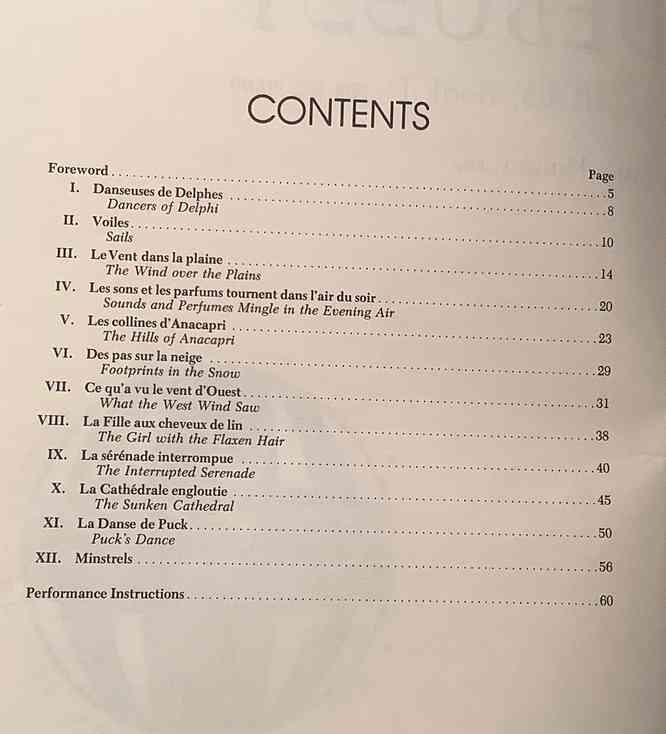 CONTENTS
Page
Foreword 5
I. Danseuses de Delphes 8
Dancers of Delphi
II. Voiles 10
Sails
III. Le Vent dans la plaine 14
The Wind over the Plains
IV. Les sons et les parfums tournent dans l'air du soir 20
Sounds and Perfumes Mingle in the Evening Air
V. Les collines d'Anacapri 23
The Hills of Anacapri
VI. Des pas sur la neige 29
Footprints in the Snow
VII. Ce qu'a vu le vent d'Ouest 31
What the West Wind Saw
VIII. La Fille aux cheveux de lin 38
The Girl with the Flaxen Hair
IX. La sérénade interrompue 40
The Interrupted Serenade
X. La Cathédrale engloutie 45
The Sunken Cathedral
XI. La Danse de Puck 50
Puck's Dance
XII. Minstrels 56
Performance Instructions 60